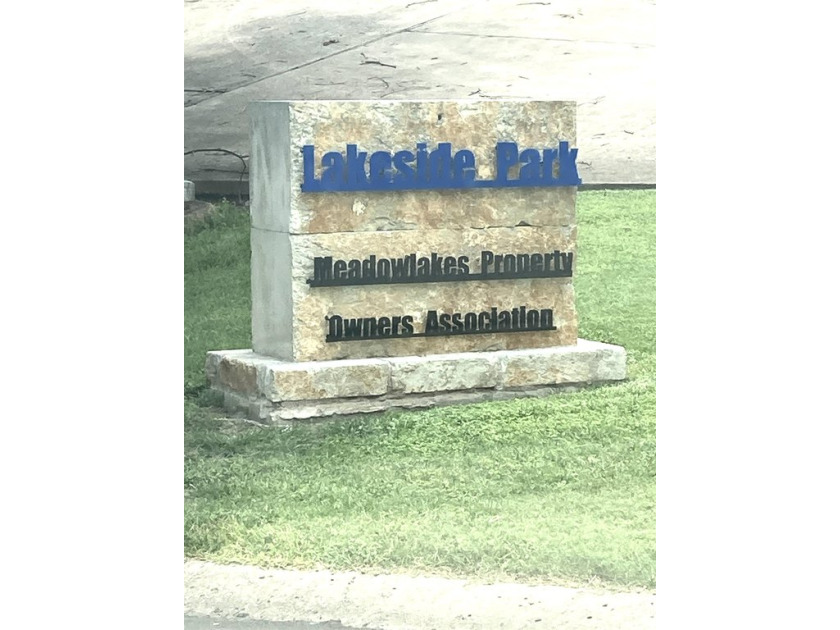 Lakeside Park
Meadowlakes Property
Owners Association